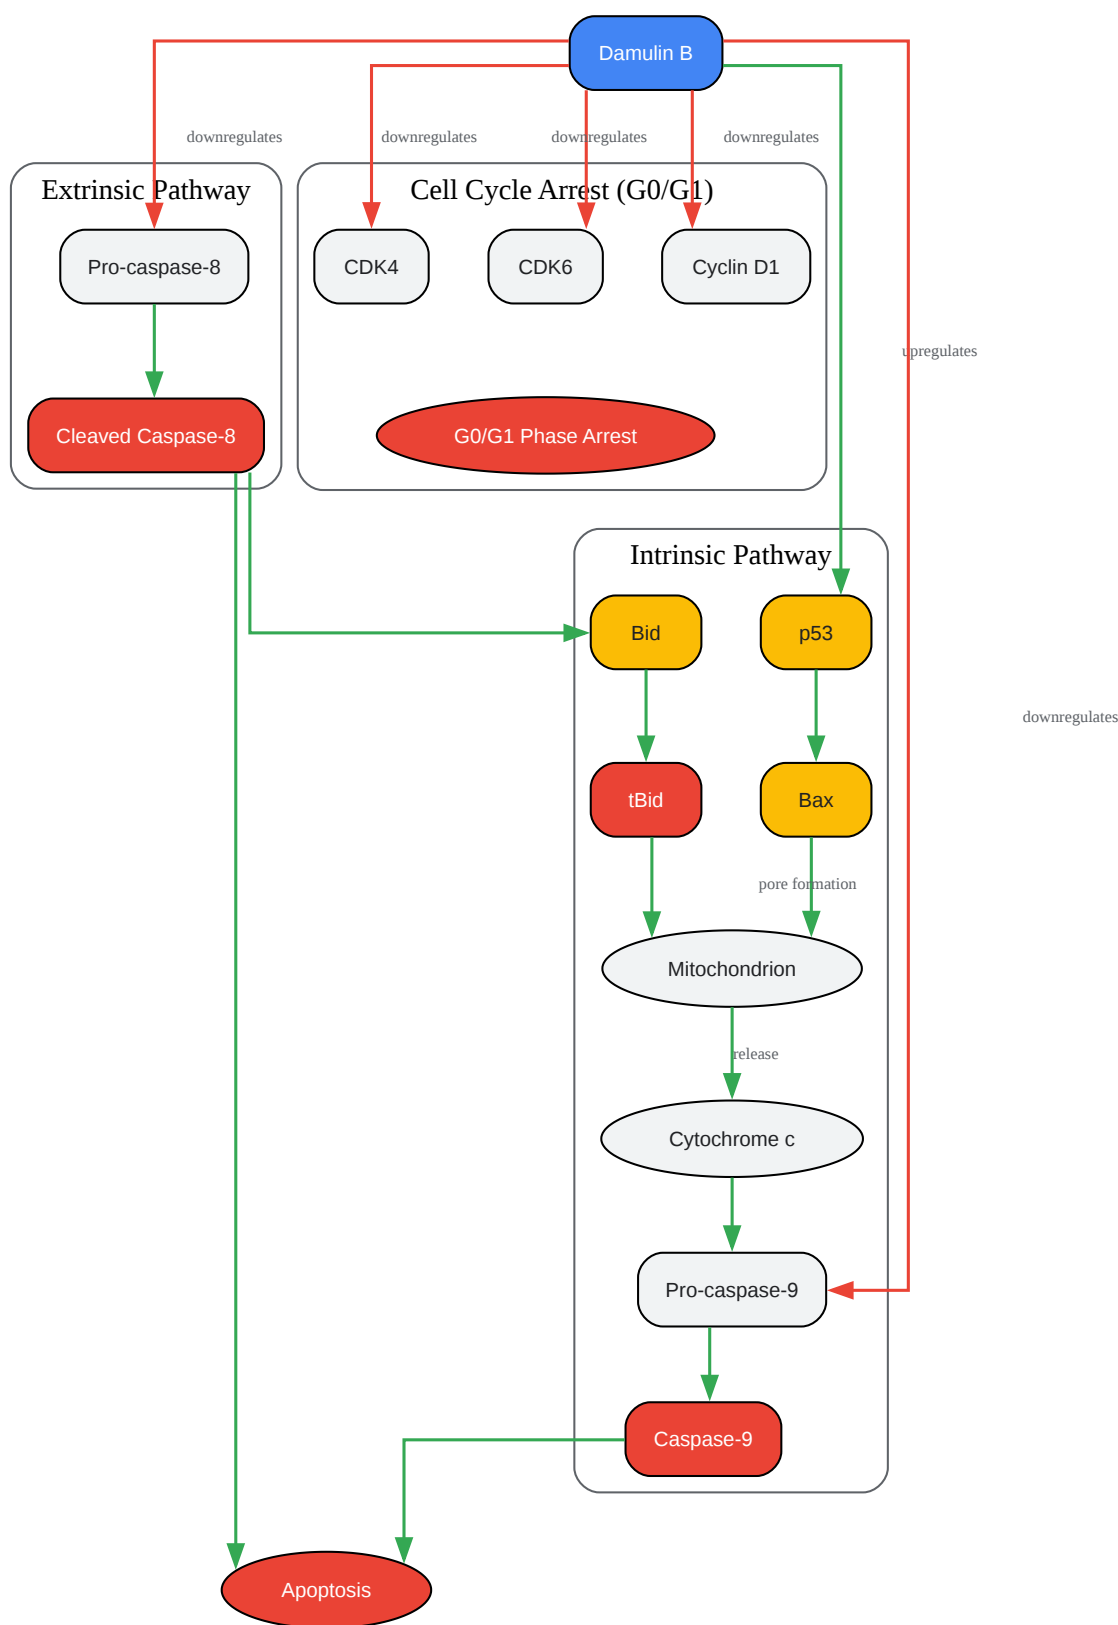 Damulin B
downregulates
downregulates
downregulates
downregulates
Extrinsic Pathway
Cell Cycle Arrest (G0/G1)
Pro-caspase-8
CDK4
CDK6
Cyclin D1
upregulates
Cleaved Caspase-8
G0/G1 Phase Arrest
Intrinsic Pathway
Bid
p53
downregulates
tBid
Bax
pore formation
Mitochondrion
release
Cytochrome c
Pro-caspase-9
Caspase-9
Apoptosis